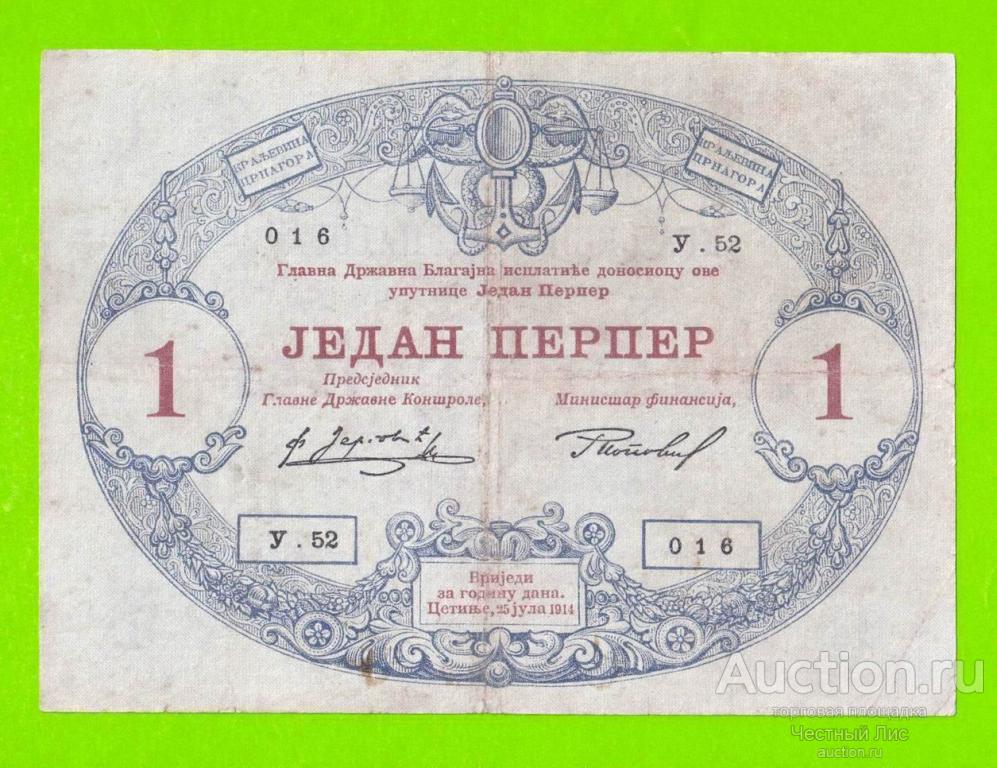 КРАЉЕВИНА
ЦРНАГОРА
КРАЉЕВИНА
ЦРНАГОРА
016
У.52
Главна Државна Благајна исплатиће доносиоцу ове
упутнице Један Перпер
ЈЕДАН ПЕРПЕР
1
1
Предсједник
Главне Државне Контроле,
Министар финансија,
У.52
016
Вриједи
за годину дана.
Цетиње, 25 јула 1914
Auction.ru
торговая площадка
Честный Лис
auction.ru